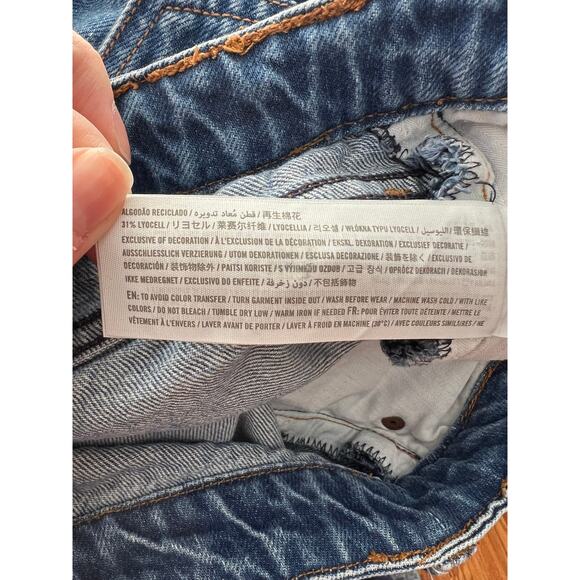 ALGODÃO RECICLADO / قطن مُعاد تدويره / 再生棉花
31% LYOCELL / リヨセル / 莱赛尔纤维 / LYOCELLIA / 리오셀 / WŁÓKNA TYPU LYOCELL / الليوسيل / 環保纖維
EXCLUSIVE OF DECORATION / À L'EXCLUSION DE LA DÉCORATION / EKSKL. DEKORATION / EXCLUSIEF DECORATIE /
AUSSCHLIESSLICH VERZIERUNG / UTOM DEKORATIONEN / ESCLUSA DECORAZIONE / 装飾を除く / EXCLUSIVO DE
DECORACIÓN / 装饰物除外 / PAITSI KORISTE / S VÝJIMKOU OZDOB / 장식 / OPRÓCZ DEKORACJI /
IKKE MEDREGNET / EXCLUSIVO DO ENFEITE / دون زخرفة / 不包括飾物
EN: TO AVOID COLOR TRANSFER / TURN GARMENT INSIDE OUT / WASH BEFORE WEAR / MACHINE WASH COLD / WITH LIKE
COLORS / DO NOT BLEACH / TUMBLE DRY LOW / WARM IRON IF NEEDED FR: POUR ÉVITER TOUTE DÉTEINTE / METTRE LE
VÊTEMENT À L'ENVERS / LAVER AVANT DE PORTER / LAVER À FROID EN MACHINE (30°C) / AVEC COULEURS SIMILAIRES / NE